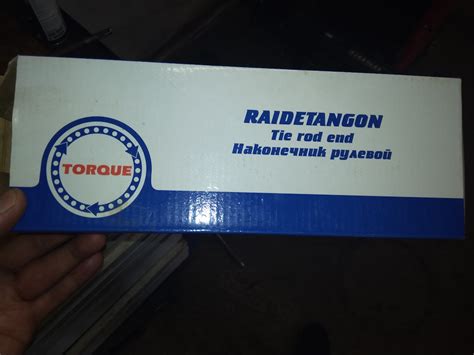 TORQUE
RAIDETANGON
Tie rod end
Наконечник рулевой